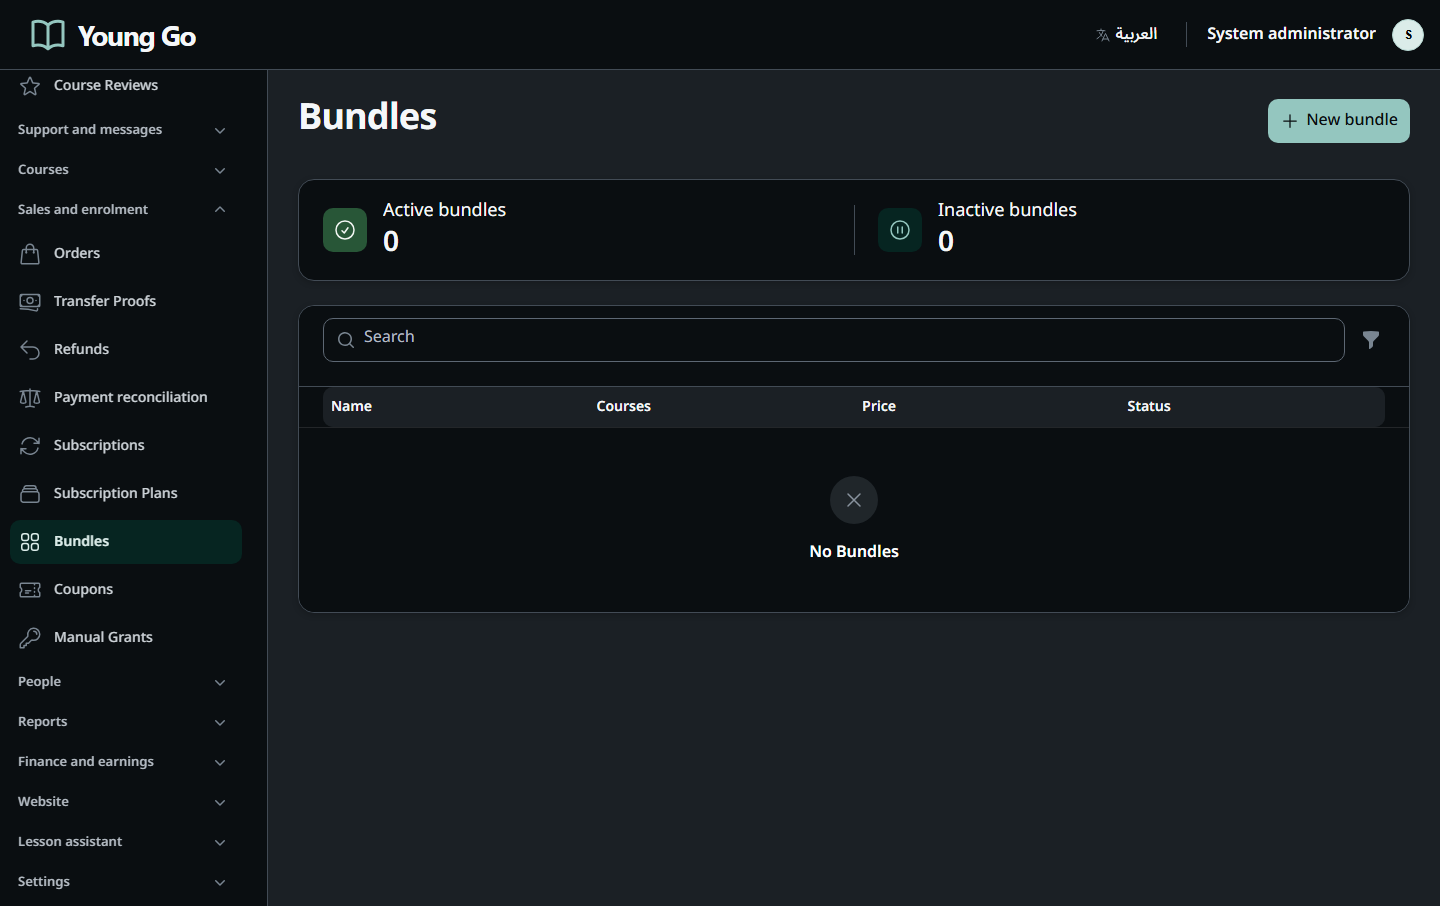 Young Go
العربية
System administrator
S
Course Reviews
Support and messages
Courses
Sales and enrolment
Orders
Transfer Proofs
Refunds
Payment reconciliation
Subscriptions
Subscription Plans
Bundles
Coupons
Manual Grants
People
Reports
Finance and earnings
Website
Lesson assistant
Settings
Bundles
New bundle
Active bundles
0
Inactive bundles
0
Search
Name Courses Price Status
No Bundles